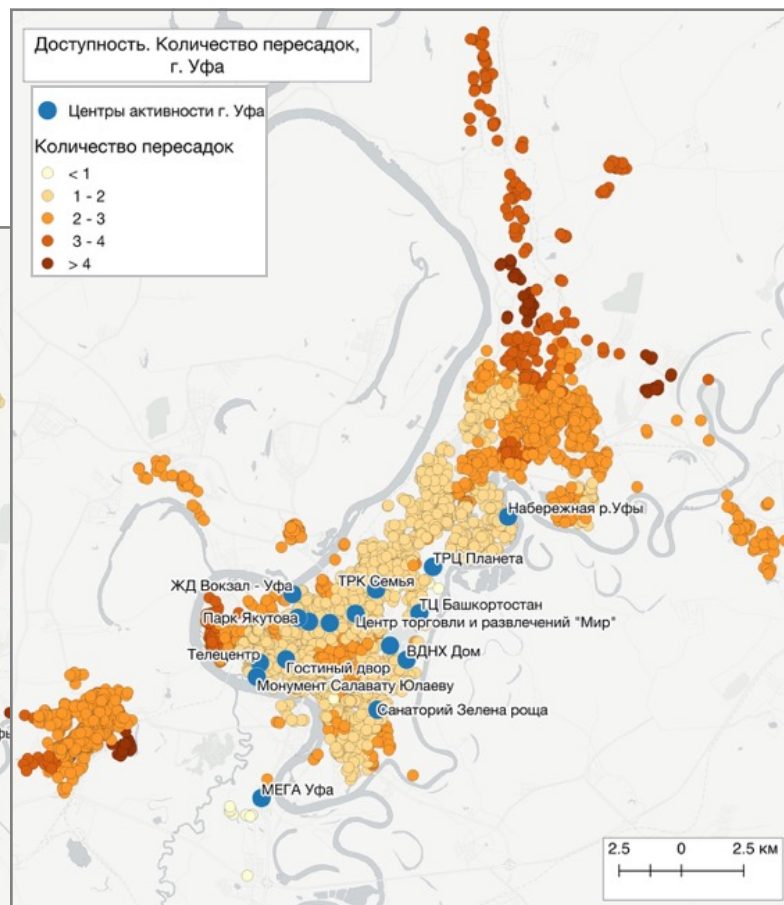 Доступность. Количество пересадок,
г. Уфа
Центры активности г. Уфа
Количество пересадок
< 1
1 - 2
2 - 3
3 - 4
> 4
Набережная р.Уфы
ТРЦ Планета
ЖД Вокзал - Уфа
ТРК Семья
ТЦ Башкортостан
Парк Якутова
Центр торговли и развлечений "Мир"
Телецентр
ВДНХ Дом
Гостиный двор
Монумент Салавату Юлаеву
Санаторий Зелена роща
МЕГА Уфа
2.5 0 2.5 км